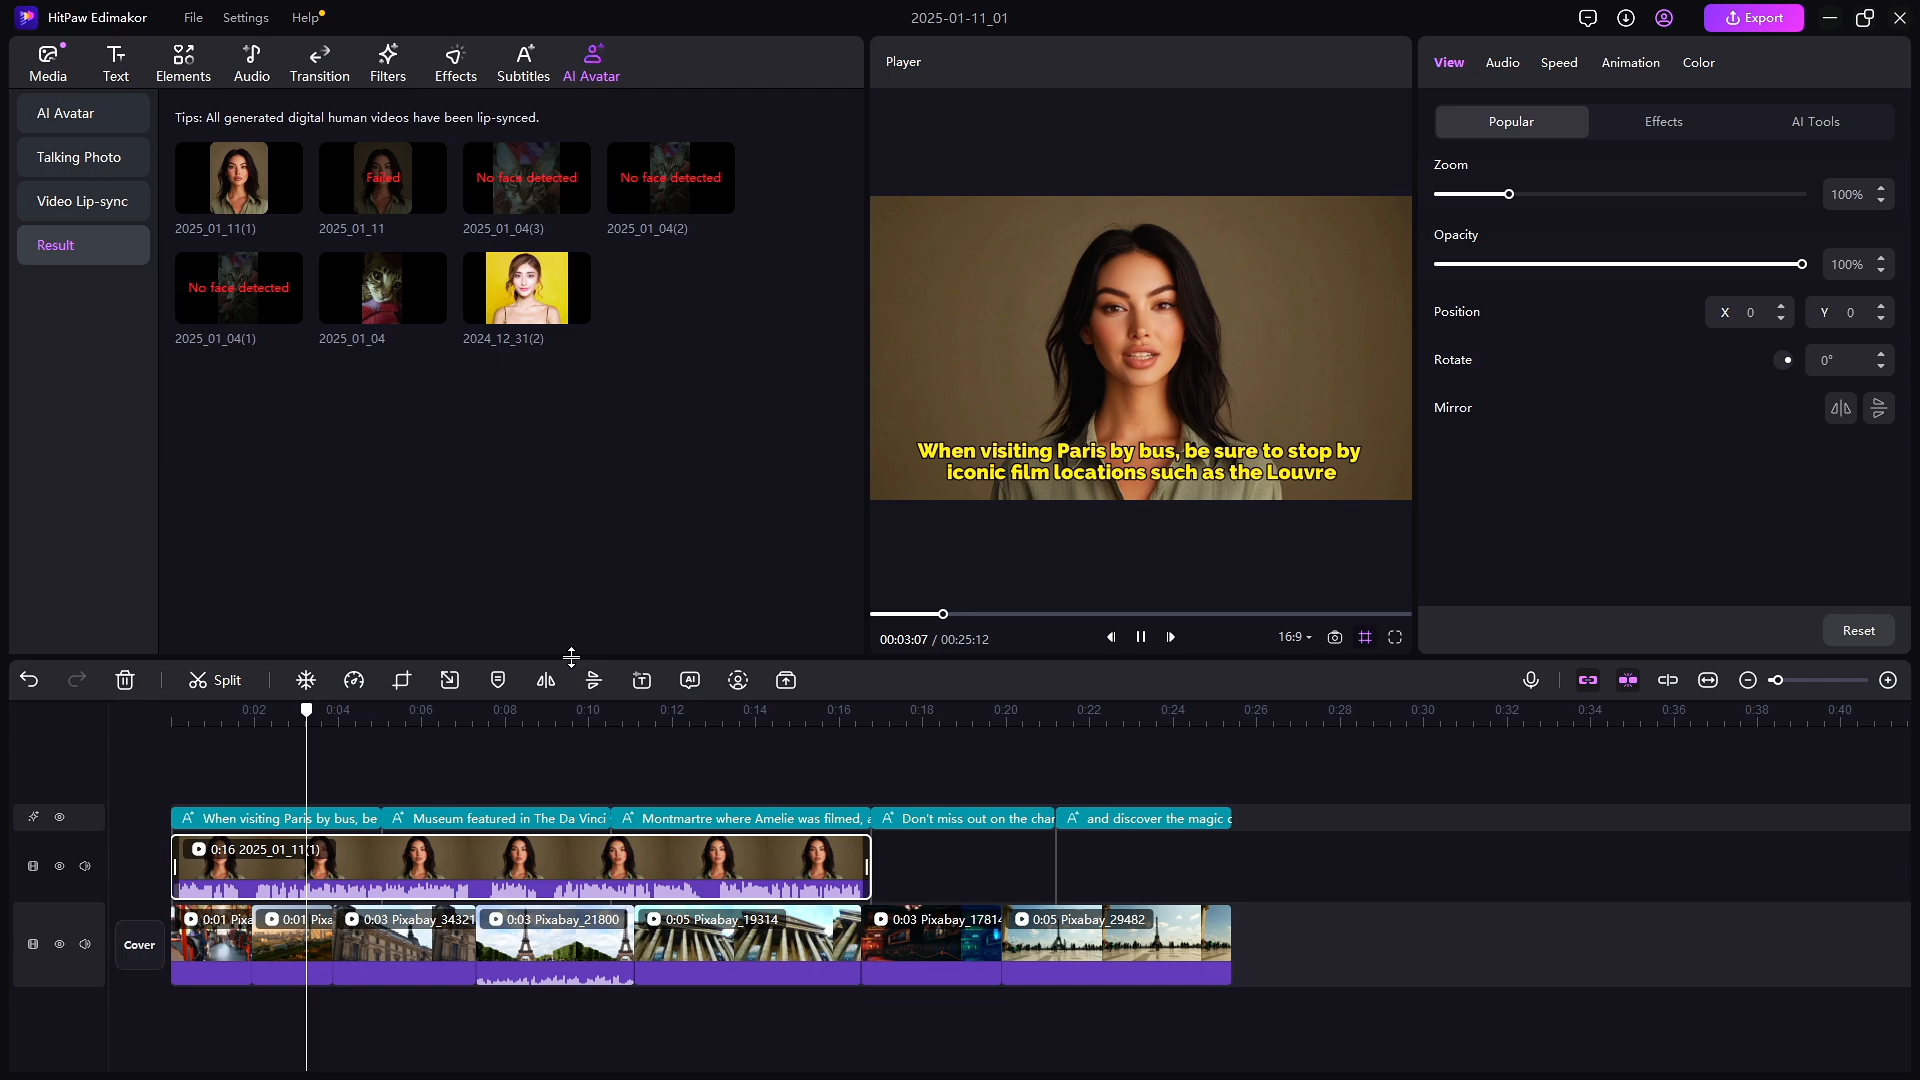 HitPaw Edimakor
File
Settings
Help
2025-01-11_01
Export
Media
Text
Elements
Audio
Transition
Filters
Effects
Subtitles
AI Avatar
AI Avatar
Talking Photo
Video Lip-sync
Result
Tips: All generated digital human videos have been lip-synced.
Failed
No face detected
No face detected
2025_01_11(1)
2025_01_11
2025_01_04(3)
2025_01_04(2)
No face detected
2025_01_04(1)
2025_01_04
2024_12_31(2)
Player
When visiting Paris by bus, be sure to stop by
iconic film locations such as the Louvre
00:03:07 / 00:25:12
16:9
View
Audio
Speed
Animation
Color
Popular
Effects
AI Tools
Zoom
100%
Opacity
100%
Position
X 0
Y 0
Rotate
0°
Mirror
Reset
Split
AI
0:02
0:04
0:06
0:08
0:10
0:12
0:14
0:16
0:18
0:20
0:22
0:24
0:26
0:28
0:30
0:32
0:34
0:36
0:38
0:40
When visiting Paris by bus, be
Museum featured in The Da Vinci
Montmartre where Amelie was filmed, a
Don't miss out on the char
and discover the magic c
0:16 2025_01_11(1)
Cover
0:01 Pixa
0:01 Pixa
0:03 Pixabay_34321
0:03 Pixabay_21800
0:05 Pixabay_19314
0:03 Pixabay_17814
0:05 Pixabay_29482